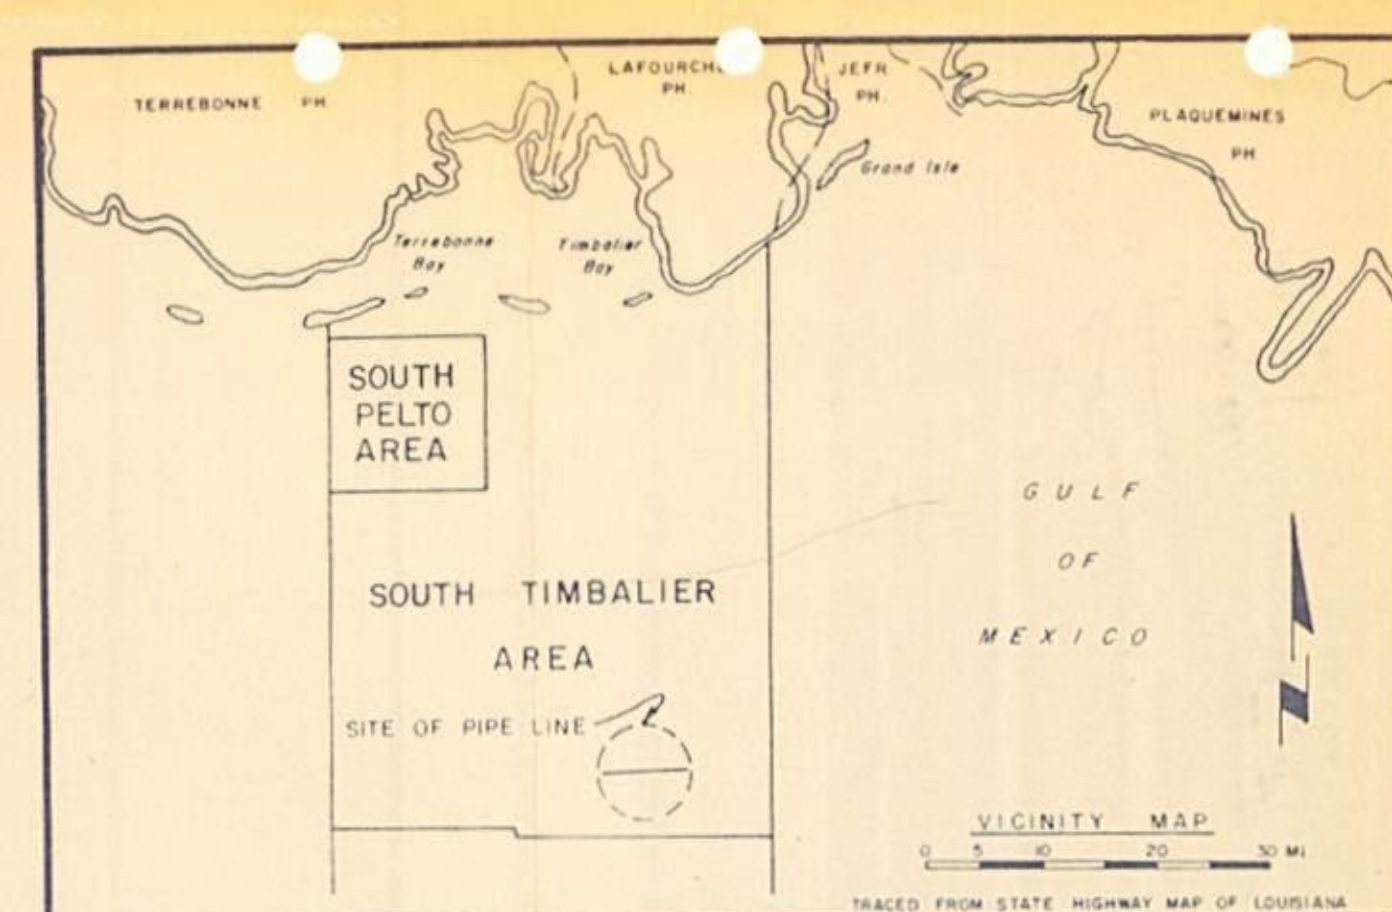 TERREBONNE PH.
LAFOURCHE
PH.
JEFR.
PH.
PLAQUEMINES
PH.
Grand Isle
Terrebonne
Bay
Timbalier
Bay
SOUTH
PELTO
AREA
GULF
OF
MEXICO
SOUTH TIMBALIER
AREA
SITE OF PIPE LINE
VICINITY MAP
0 5 10 20 30 MI.
TRACED FROM STATE HIGHWAY MAP OF LOUISIANA